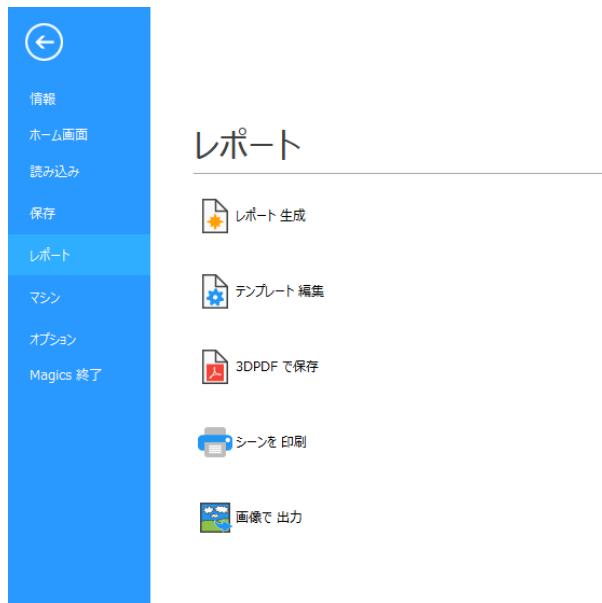 情報
ホーム画面
読み込み
保存
レポート
マシン
オプション
Magics 終了
レポート
レポート 生成
テンプレート 編集
3DPDF で保存
シーンを 印刷
画像で 出力